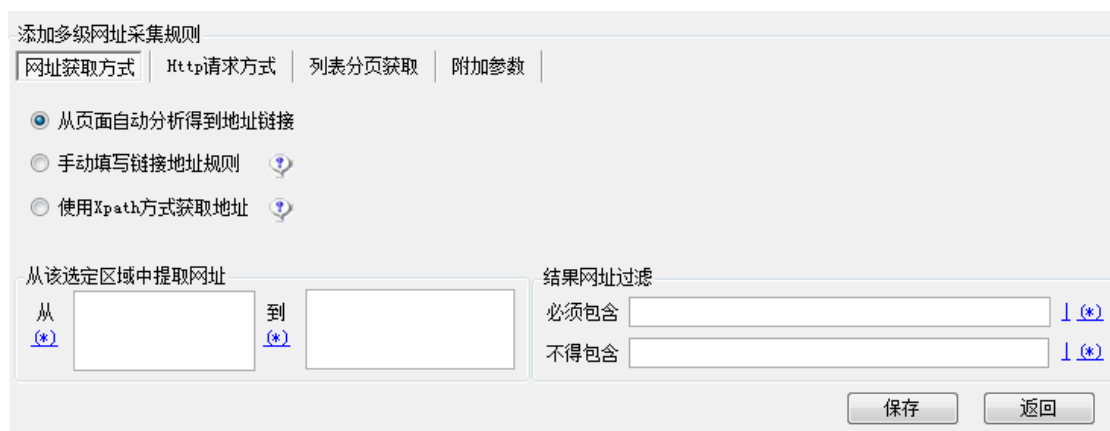 添加多级网址采集规则
网址获取方式 Http请求方式 列表分页获取 附加参数
从页面自动分析得到地址链接
手动填写链接地址规则 ?
使用Xpath方式获取地址 ?
从该选定区域中提取网址
从 到
(*) (*)
结果网址过滤
必须包含 | (*)
不得包含 | (*)
保存 返回